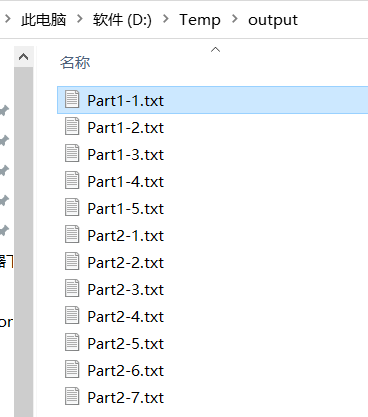 此电脑 > 软件 (D:) > Temp > output
名称
Part1-1.txt
Part1-2.txt
Part1-3.txt
Part1-4.txt
Part1-5.txt
Part2-1.txt
Part2-2.txt
Part2-3.txt
Part2-4.txt
Part2-5.txt
Part2-6.txt
Part2-7.txt